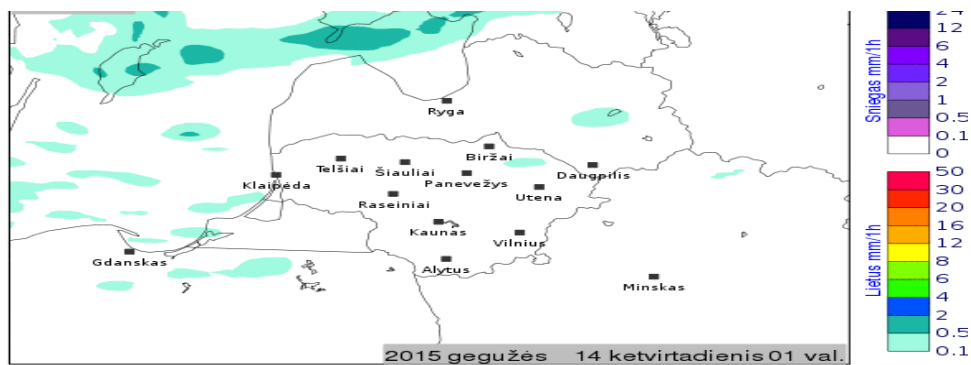 Ryga
Biržai
Telšiai
Šiauliai
Daugpilis
Klaipėda
Panevėžys
Utena
Raseiniai
Kaunas
Vilnius
Gdanskas
Alytus
Minskas
2015 gegužės 14 ketvirtadienis 01 val.
Sniegas mm/1h
24
12
6
4
2
1
0.5
0.1
0
Lietus mm/1h
50
30
20
16
12
8
6
4
2
0.5
0.1